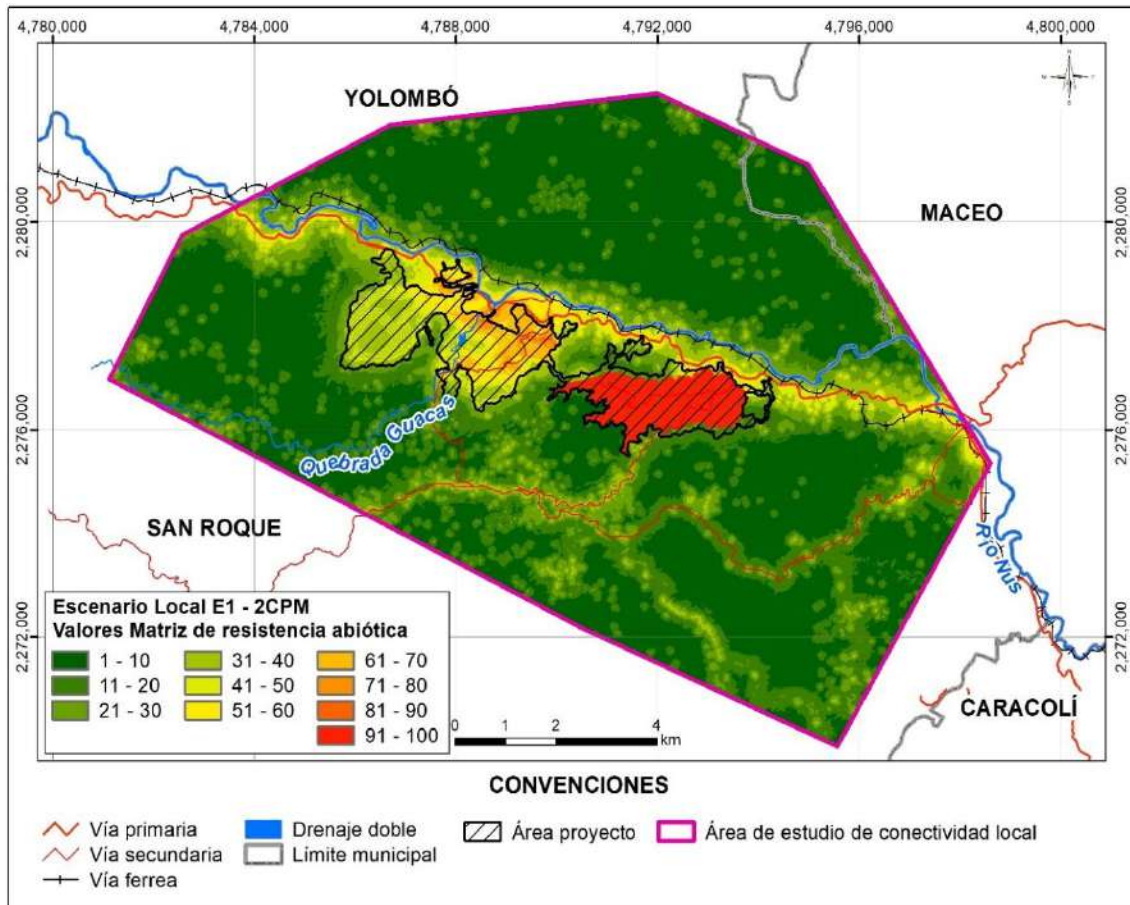 4,780,000 4,784,000 4,788,000 4,792,000 4,796,000 4,800,000
YOLOMBÓ
MACEO
2,280,000 2,280,000
2,276,000 2,276,000
Quebrada Guacas
SAN ROQUE
Río Nus
2,272,000 2,272,000
CARACOLÍ
Escenario Local E1 - 2CPM
Valores Matriz de resistencia abiótica
1 - 10 31 - 40 61 - 70
11 - 20 41 - 50 71 - 80
21 - 30 51 - 60 81 - 90
91 - 100
0 1 2 4
km
CONVENCIONES
Vía primaria Drenaje doble Área proyecto Área de estudio de conectividad local
Vía secundaria Límite municipal
Vía ferrea